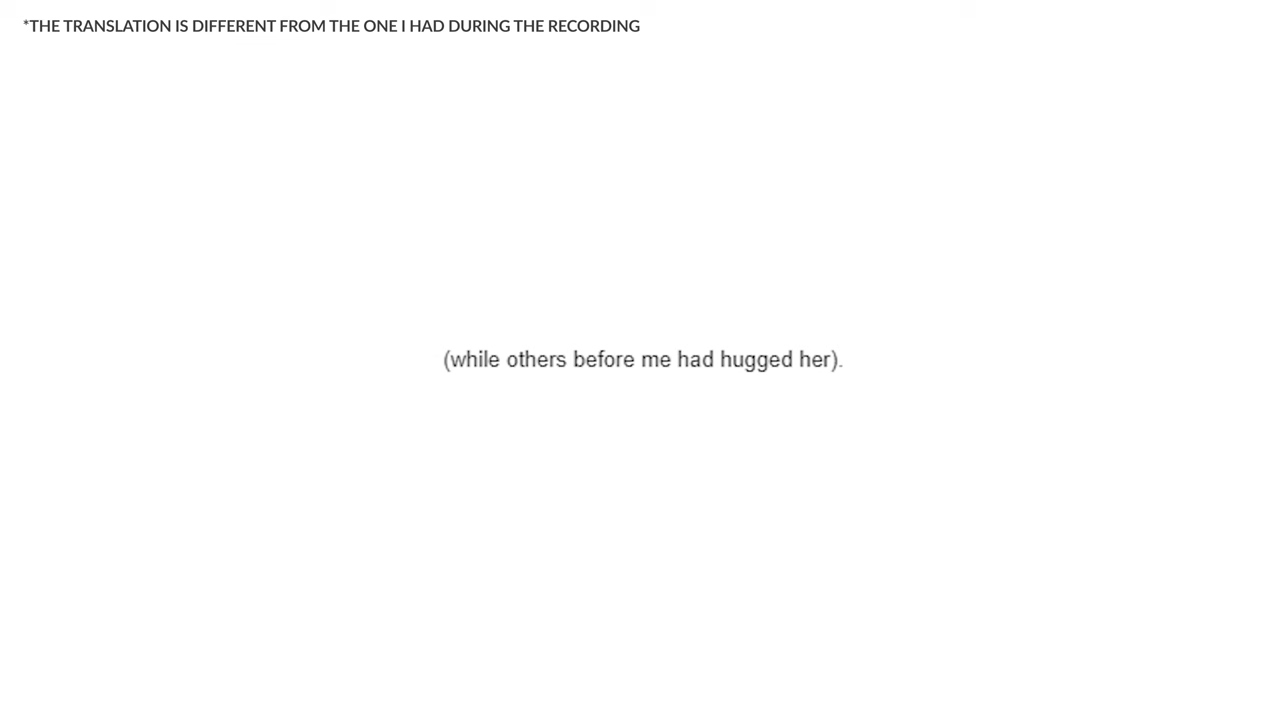 *THE TRANSLATION IS DIFFERENT FROM THE ONE I HAD DURING THE RECORDING
(while others before me had hugged her).